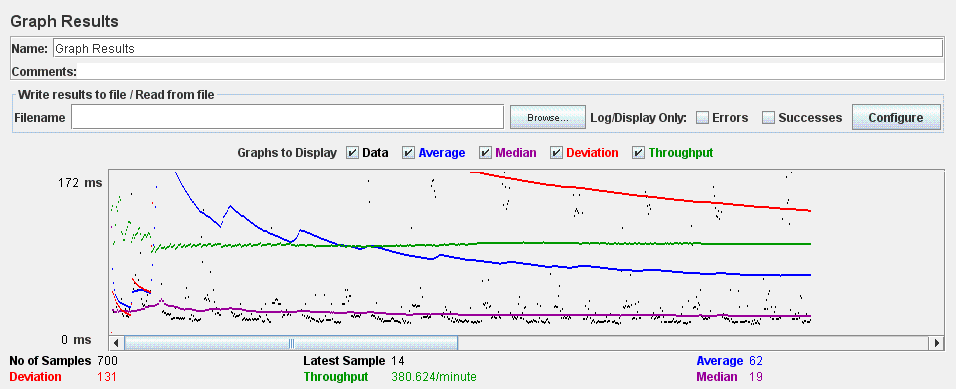 Graph Results
Name: Graph Results
Comments:
Write results to file / Read from file
Filename Browse... Log/Display Only: Errors Successes Configure
Graphs to Display Data Average Median Deviation Throughput
172 ms
0 ms
No of Samples 700 Latest Sample 14 Average 62
Deviation 131 Throughput 380.624/minute Median 19